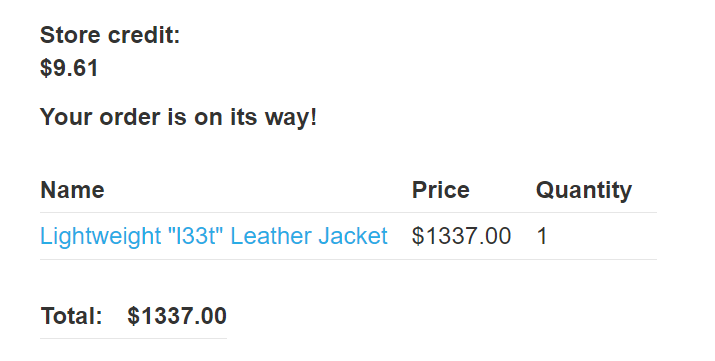 Store credit:
$9.61
Your order is on its way!
Name Price Quantity
Lightweight "l33t" Leather Jacket $1337.00 1
Total: $1337.00